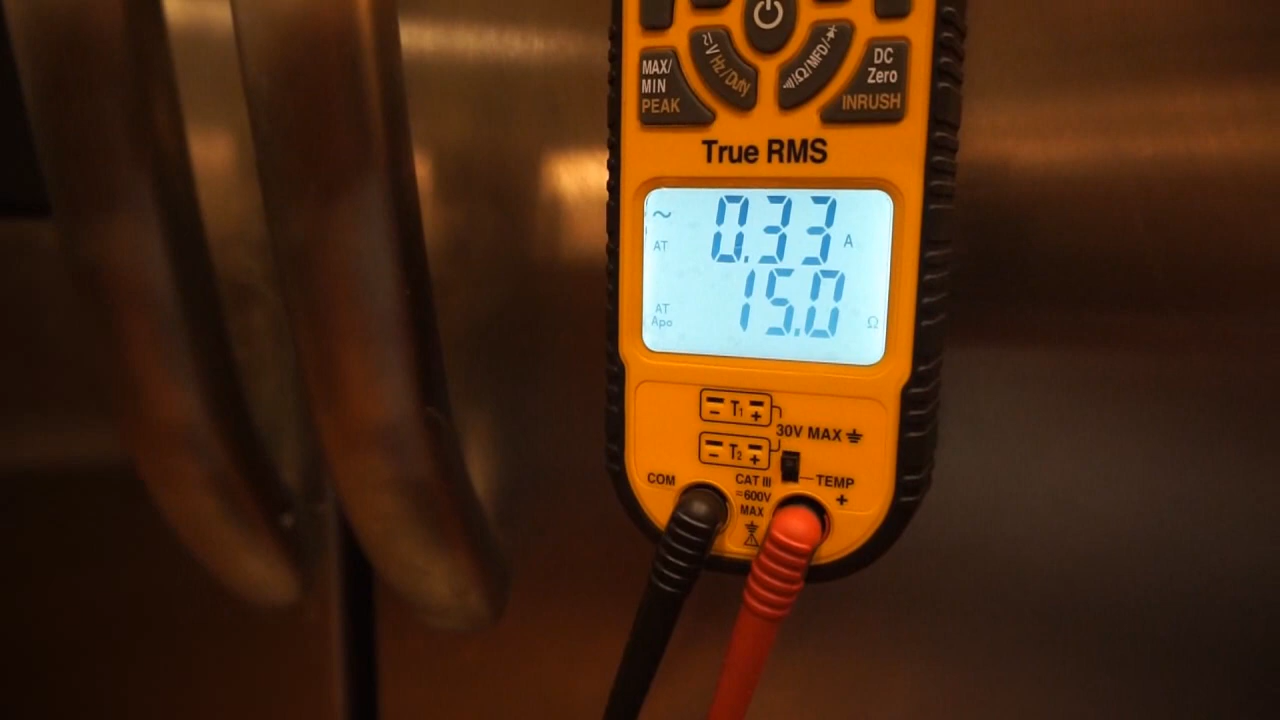 MAX/
MIN
PEAK
≂V Hz/Duty
Ω/MFD/
DC
Zero
INRUSH
True RMS
~
AT
0.33 A
15.0 Ω
AT
Apo
T1
- +
30V MAX
T2
- +
COM
CAT III
600V
MAX
TEMP
+